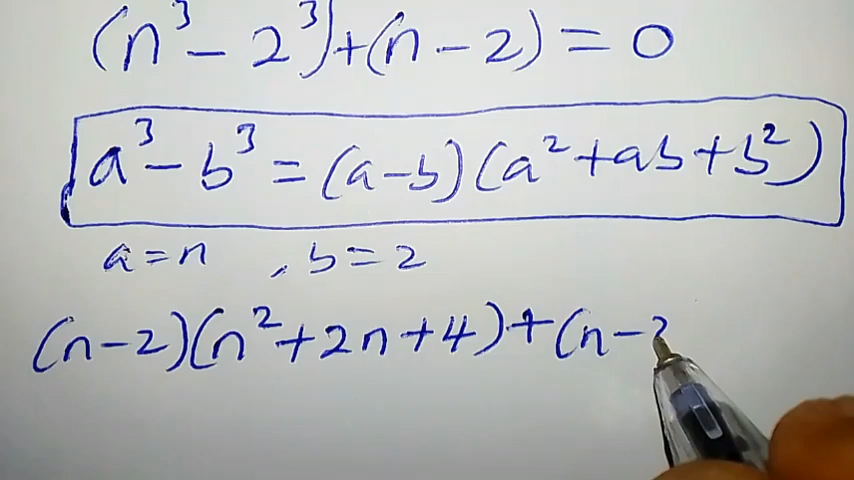 (n³ - 2³) + (n - 2) = 0
a³ - b³ = (a - b)(a² + ab + b²)
a = n , b = 2
(n - 2)(n² + 2n + 4) + (n -